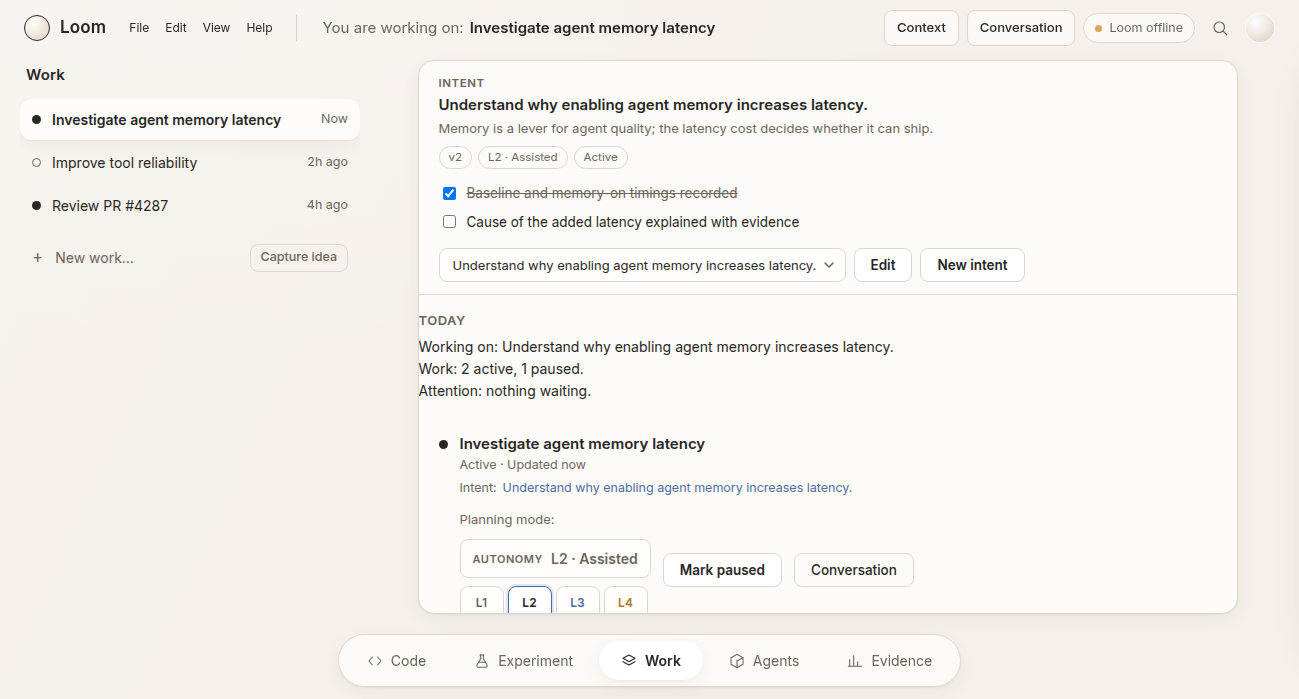 Loom File Edit View Help You are working on: Investigate agent memory latency Context Conversation Loom offline
Work
Investigate agent memory latency Now
Improve tool reliability 2h ago
Review PR #4287 4h ago
+ New work... Capture idea
INTENT
Understand why enabling agent memory increases latency.
Memory is a lever for agent quality; the latency cost decides whether it can ship.
v2 L2 · Assisted Active
Baseline and memory-on timings recorded
Cause of the added latency explained with evidence
Understand why enabling agent memory increases latency. Edit New intent
TODAY
Working on: Understand why enabling agent memory increases latency.
Work: 2 active, 1 paused.
Attention: nothing waiting.
Investigate agent memory latency
Active · Updated now
Intent: Understand why enabling agent memory increases latency.
Planning mode:
AUTONOMY L2 · Assisted Mark paused Conversation
L1 L2 L3 L4
Code Experiment Work Agents Evidence